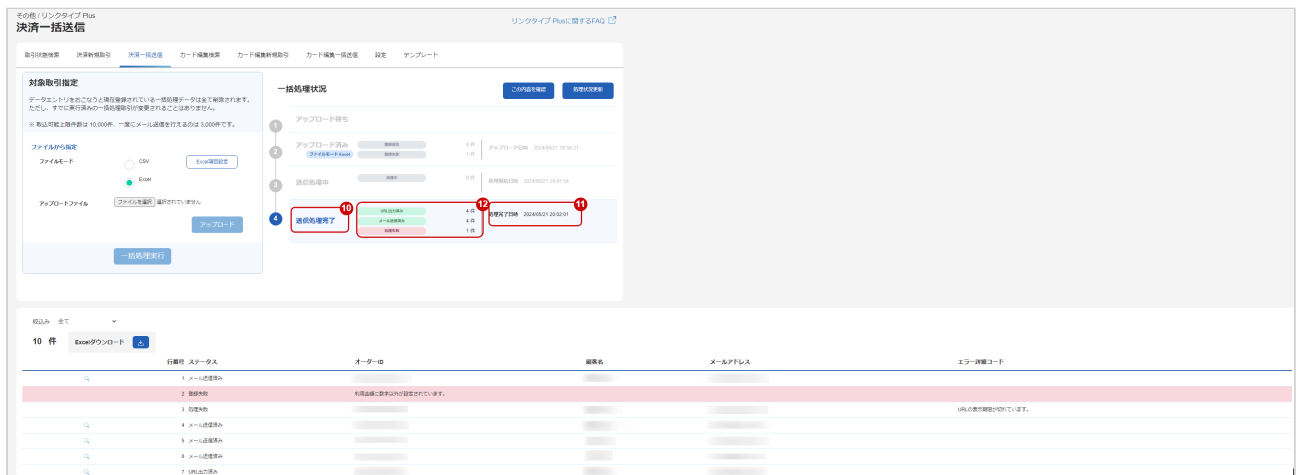 その他 / リンクタイプ Plus
決済一括送信
リンクタイプ Plusに関するFAQ
取引状態検索 決済新規取引 決済一括送信 カード編集検索 カード編集新規取引 カード編集一括送信 設定 テンプレート
対象取引指定
データエントリをおこなうと現在登録されている一括処理データは全て削除されます。
ただし、すでに実行済みの一括処理取引が変更されることはありません。
※ 取込可能上限件数は 10,000件、一度にメール送信を行えるのは 3,000件です。
ファイルから指定
ファイルモード
CSV
Excel項目設定
Excel
アップロードファイル
ファイルを選択 選択されていません
アップロード
一括処理実行
一括処理状況
この内容を確認
処理状況更新
1 アップロード待ち
2 アップロード済み
ファイルモード Excel
登録成功 0 件
登録失敗 1 件
アップロード日時 2024/05/21
3 送信処理中
処理中 0 件
処理開始日時 2024/05/21 20:01:54
10
12
11
4 送信処理完了
URL出力済み 4 件
メール送信済み 4 件
処理失敗 1 件
処理完了日時 2024/05/21 20:02:01
絞込み 全て
10 件 Excelダウンロード
行番号 ステータス オーダーID 顧客名 メールアドレス エラー詳細コード
1 メール送信済み
2 登録失敗 利用金額に数字以外が設定されています。
3 処理失敗 URLの表示期限が切れています。
4 メール送信済み
5 メール送信済み
6 メール送信済み
7 URL出力済み